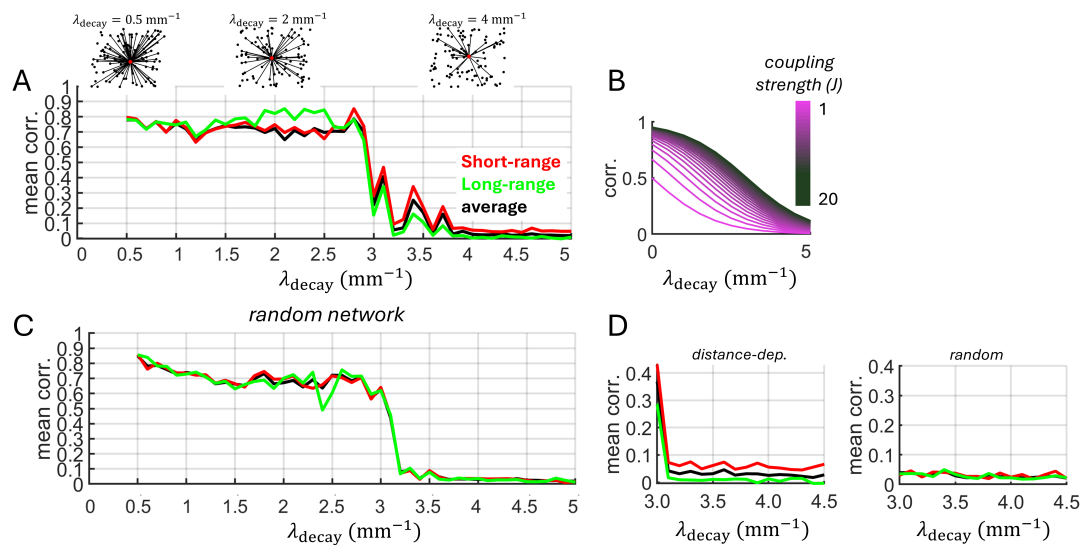 λdecay = 0.5 mm⁻¹
λdecay = 2 mm⁻¹
λdecay = 4 mm⁻¹
A
mean corr.
1
0.9
0.8
0.7
0.6
0.5
0.4
0.3
0.2
0.1
0
0 0.5 1 1.5 2 2.5 3 3.5 4 4.5 5
λdecay (mm⁻¹)
Short-range
Long-range
average
B
coupling
strength (J)
1
20
corr.
1
0.5
0
0 5
λdecay (mm⁻¹)
C
random network
mean corr.
1
0.9
0.8
0.7
0.6
0.5
0.4
0.3
0.2
0.1
0
0 0.5 1 1.5 2 2.5 3 3.5 4 4.5 5
λdecay (mm⁻¹)
D
distance-dep.
mean corr.
0.4
0.3
0.2
0.1
0
3.0 3.5 4.0 4.5
λdecay (mm⁻¹)
random
mean corr.
0.4
0.3
0.2
0.1
0
3.0 3.5 4.0 4.5
λdecay (mm⁻¹)